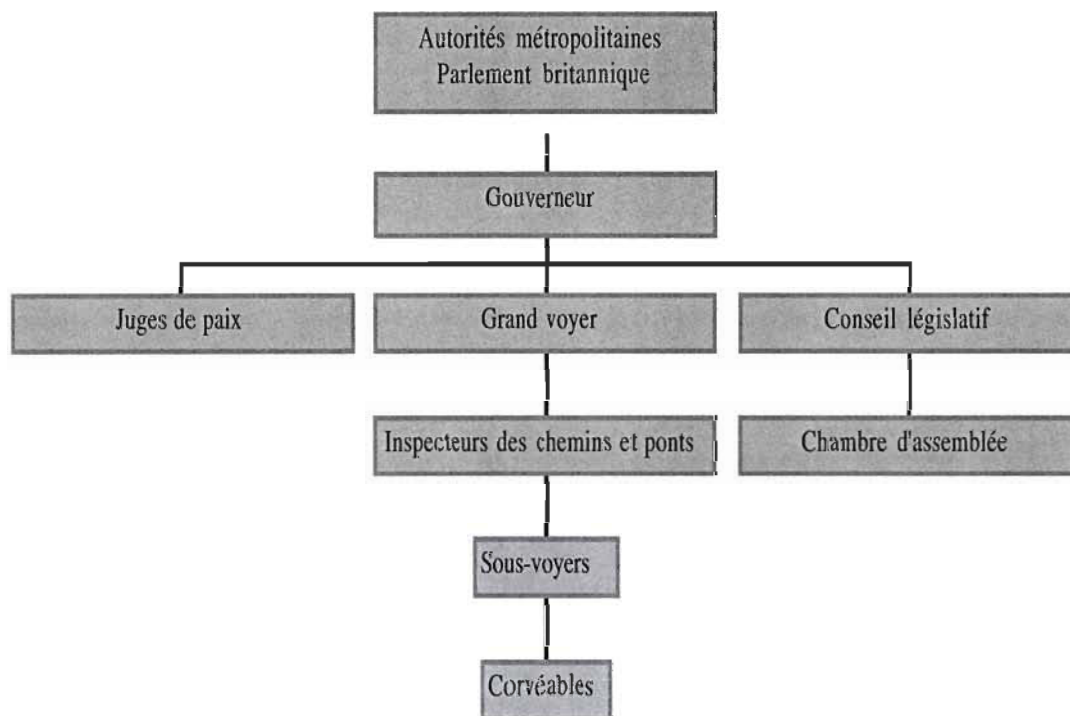 Autorités métropolitaines
Parlement britannique
Gouverneur
Juges de paix
Grand voyer
Conseil législatif
Inspecteurs des chemins et ponts
Chambre d'assemblée
Sous-voyers
Corvéables